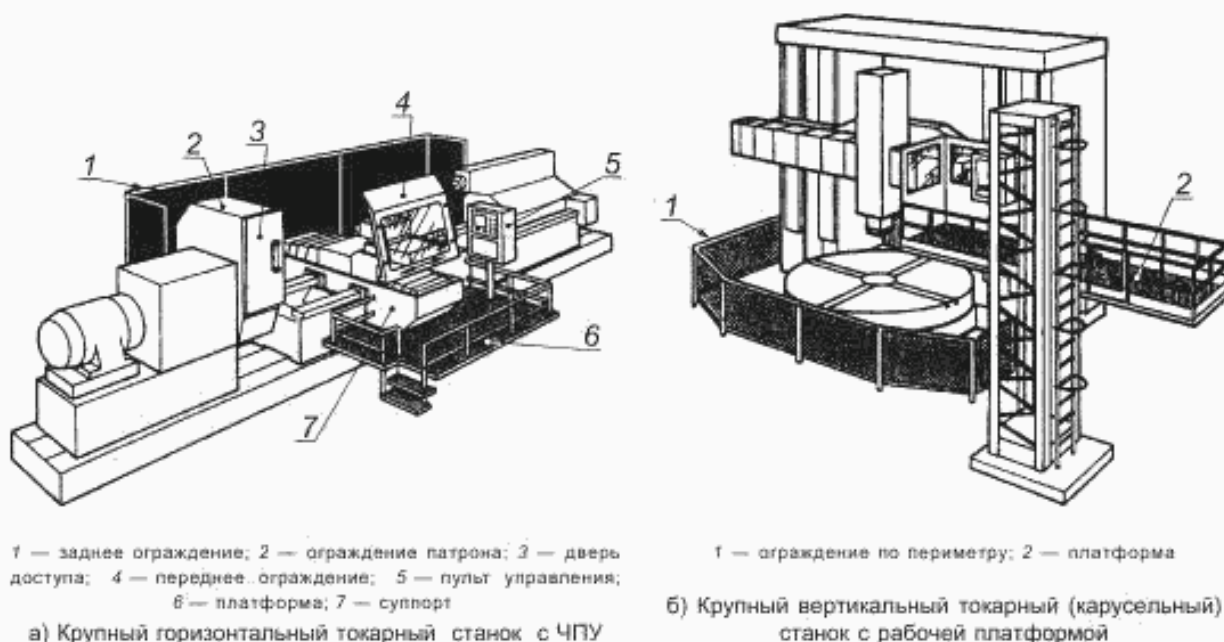 1
2
3
4
5
6
7
1
2
1 — заднее ограждение; 2 — ограждение патрона; 3 — дверь
доступа; 4 — переднее ограждение; 5 — пульт управления;
6 — платформа; 7 — суппорт
а) Крупный горизонтальный токарный станок с ЧПУ
1 — ограждение по периметру; 2 — платформа
б) Крупный вертикальный токарный (карусельный)
станок с рабочей платформой